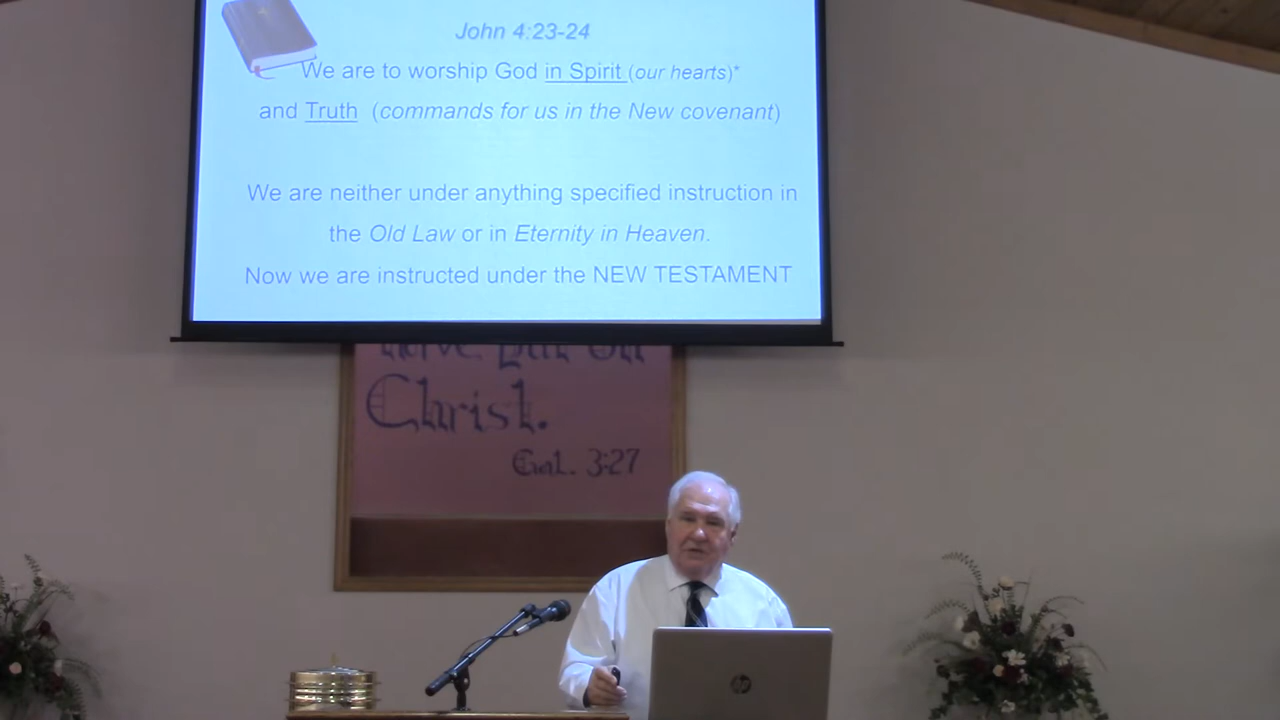 John 4:23-24
We are to worship God in Spirit (our hearts)*
and Truth (commands for us in the New covenant)
We are neither under anything specified instruction in
the Old Law or in Eternity in Heaven.
Now we are instructed under the NEW TESTAMENT
Christ.
Gal. 3:27
hp